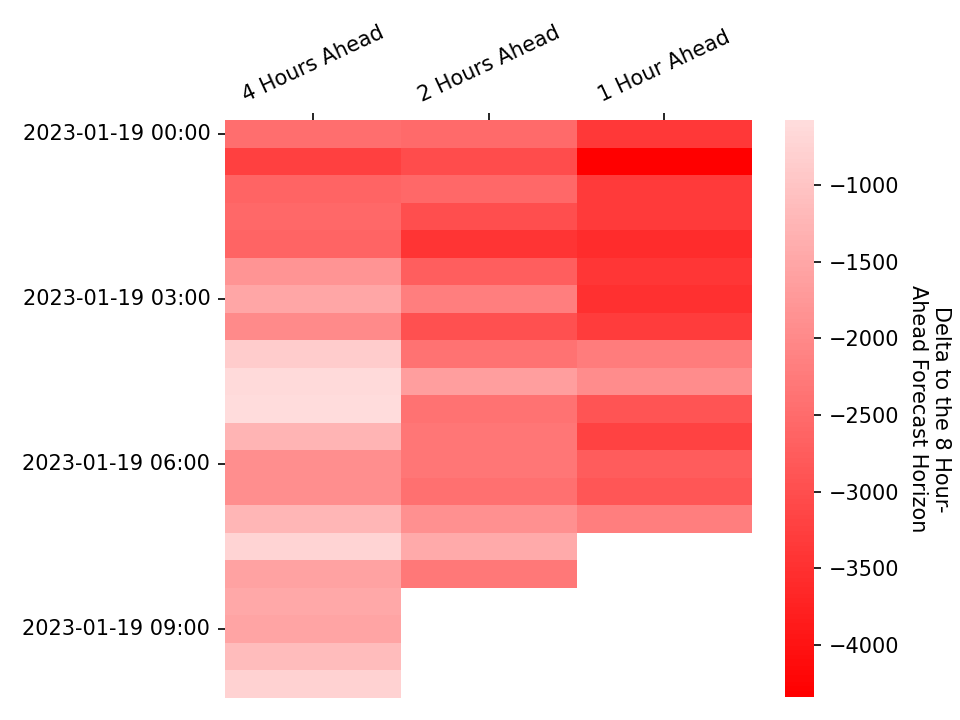 4 Hours Ahead
2 Hours Ahead
1 Hour Ahead
2023-01-19 00:00
2023-01-19 03:00
2023-01-19 06:00
2023-01-19 09:00
−1000
−1500
−2000
−2500
−3000
−3500
−4000
Delta to the 8 Hour-
Ahead Forecast Horizon